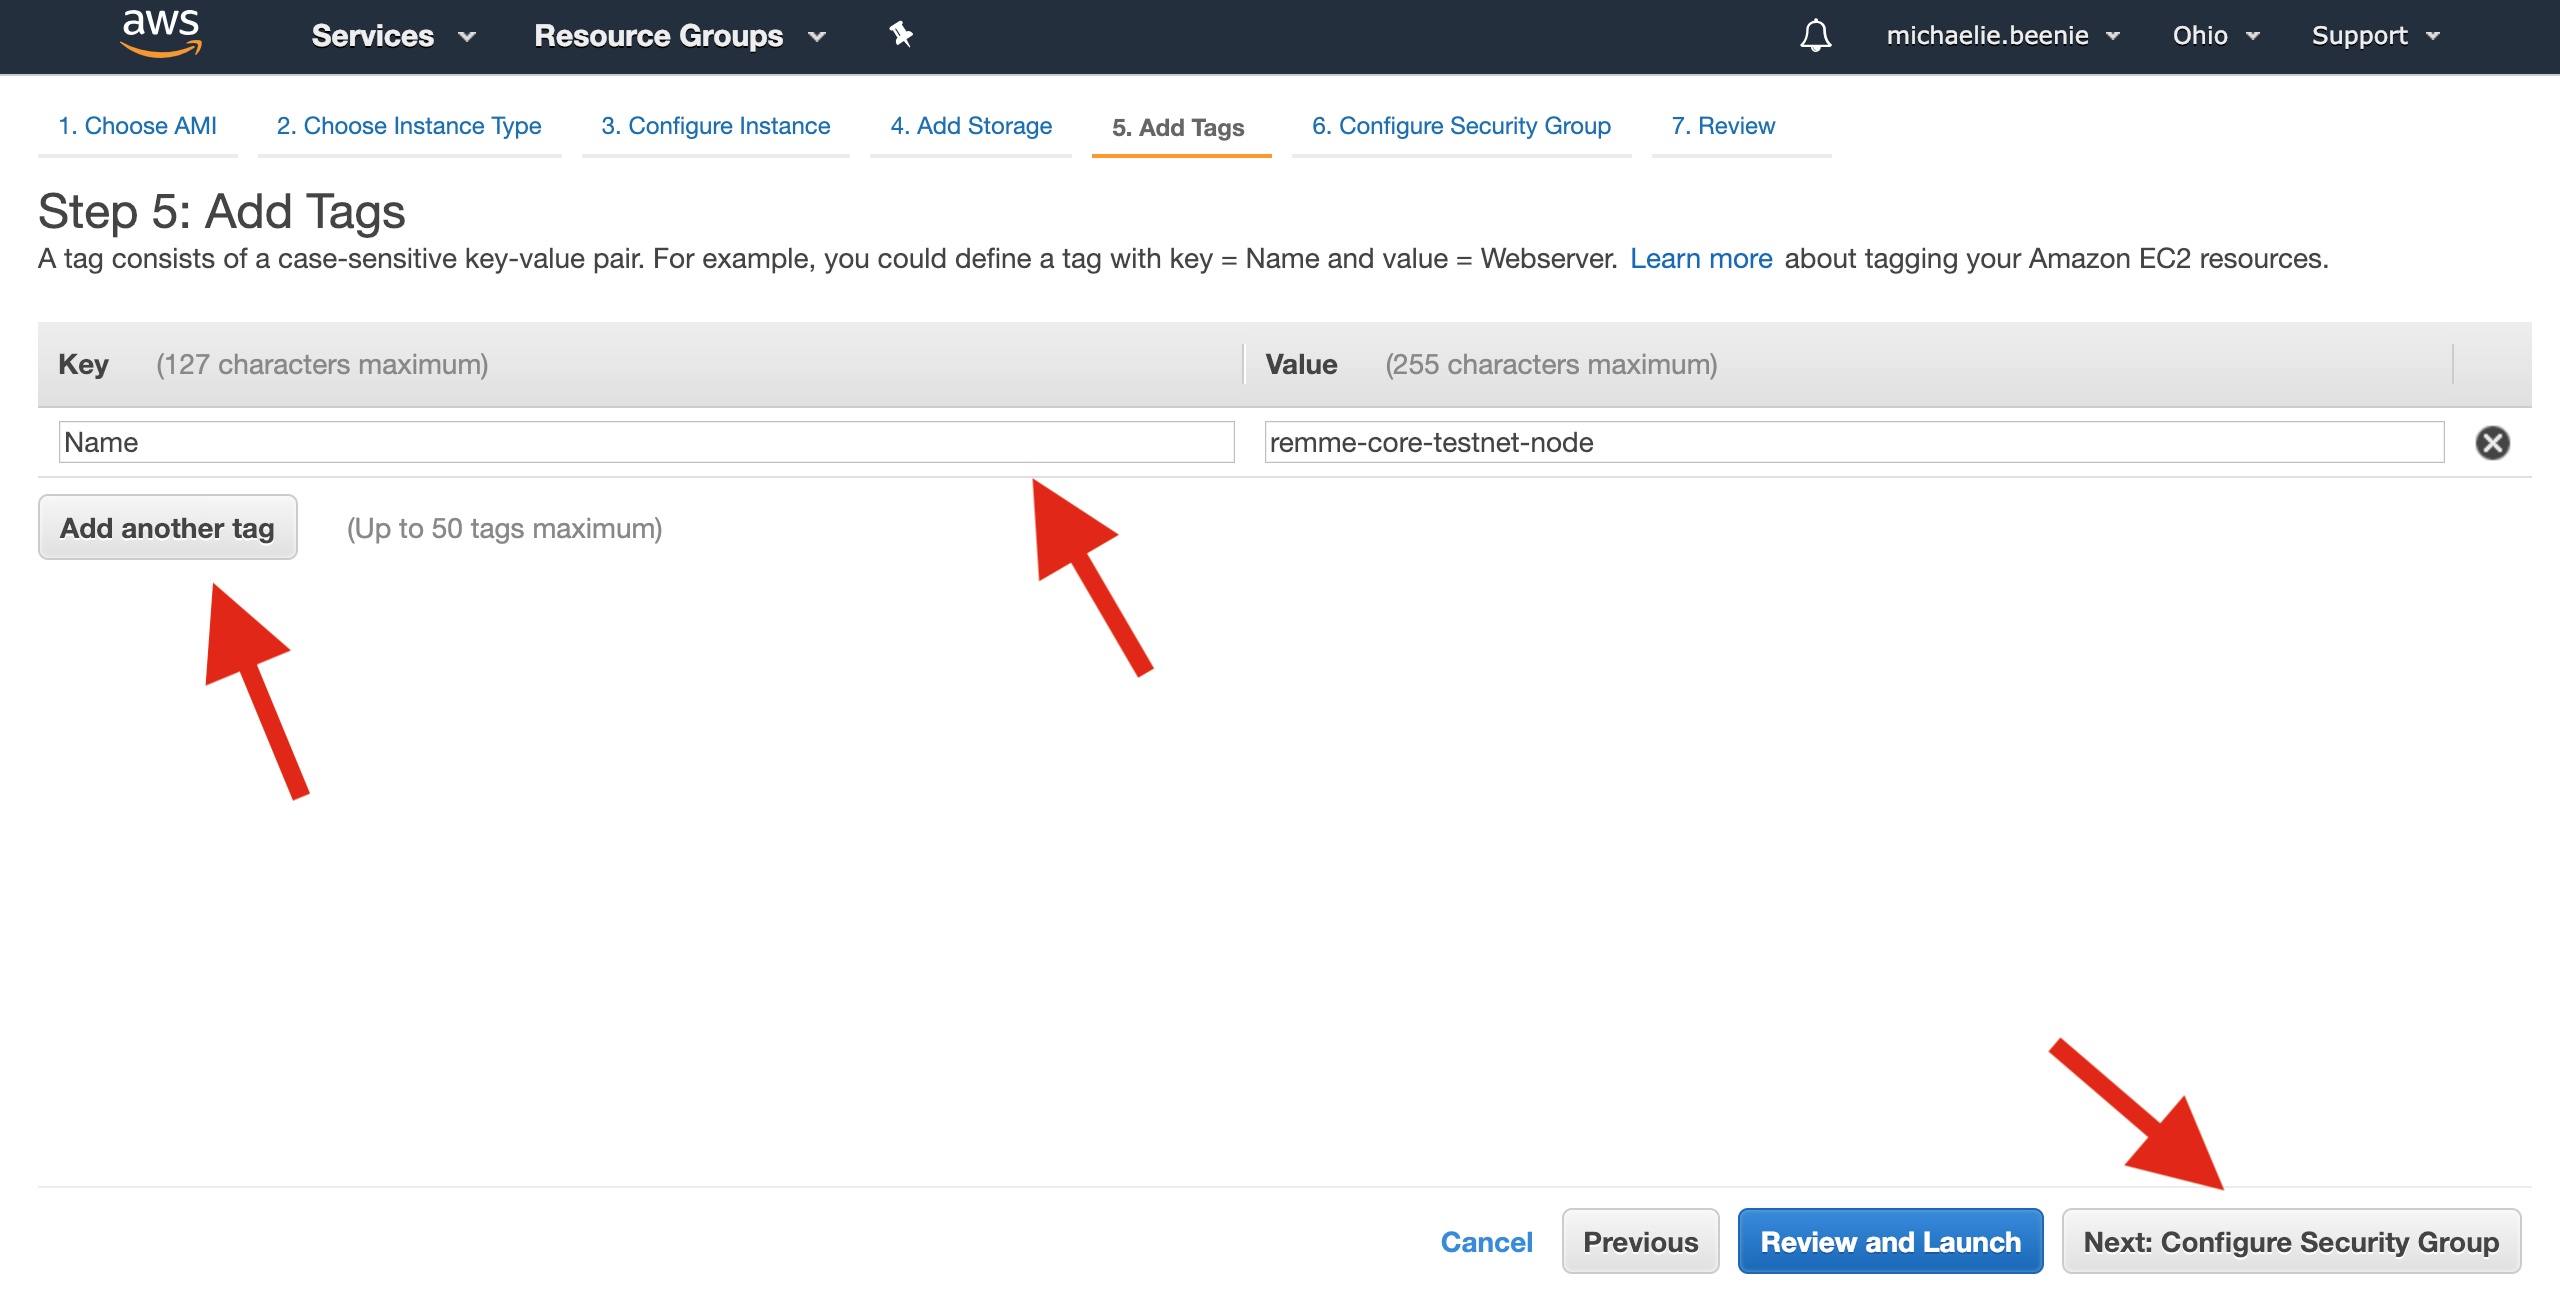 aws Services Resource Groups michaelie.beenie Ohio Support
1. Choose AMI 2. Choose Instance Type 3. Configure Instance 4. Add Storage 5. Add Tags 6. Configure Security Group 7. Review
Step 5: Add Tags
A tag consists of a case-sensitive key-value pair. For example, you could define a tag with key = Name and value = Webserver. Learn more about tagging your Amazon EC2 resources.
Key (127 characters maximum) Value (255 characters maximum)
Name remme-core-testnet-node
Add another tag (Up to 50 tags maximum)
Cancel Previous Review and Launch Next: Configure Security Group